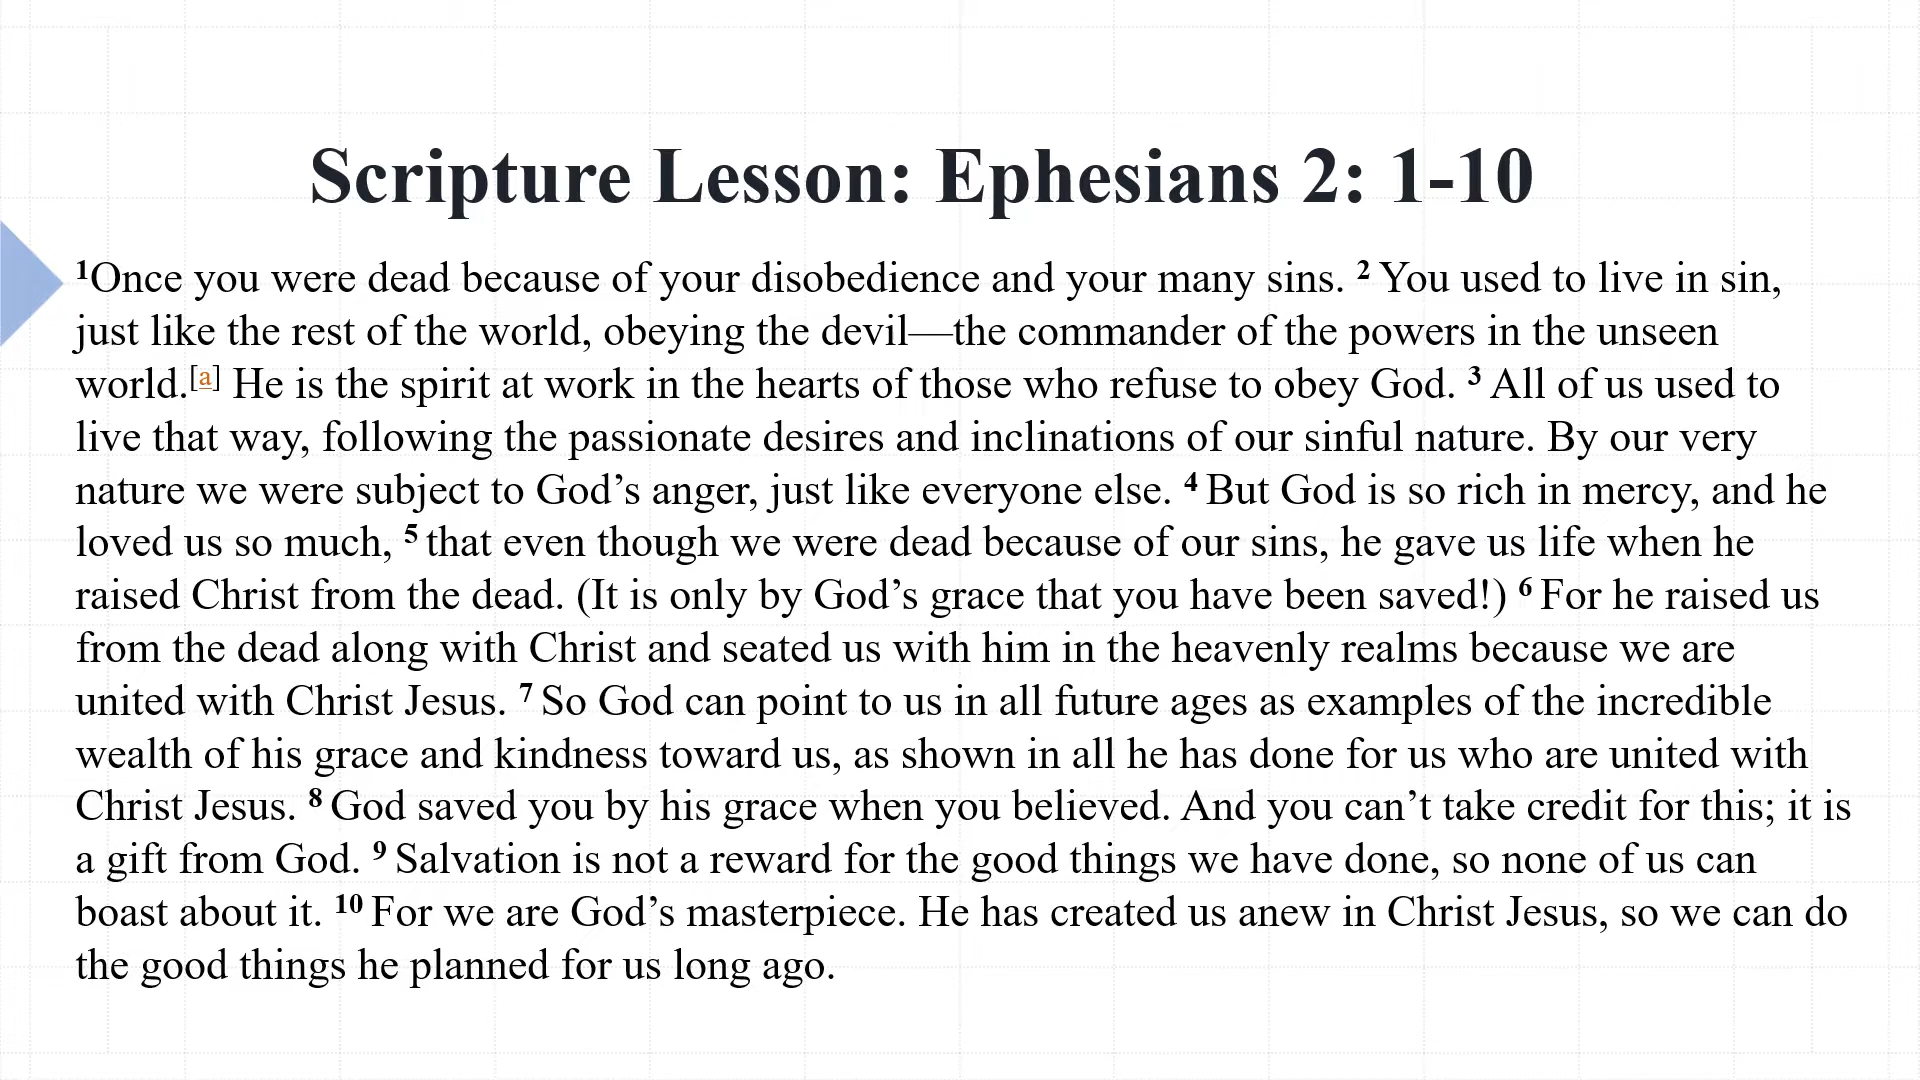 Scripture Lesson: Ephesians 2: 1-10
1Once you were dead because of your disobedience and your many sins. 2 You used to live in sin,
just like the rest of the world, obeying the devil—the commander of the powers in the unseen
world.[a] He is the spirit at work in the hearts of those who refuse to obey God. 3 All of us used to
live that way, following the passionate desires and inclinations of our sinful nature. By our very
nature we were subject to God’s anger, just like everyone else. 4 But God is so rich in mercy, and he
loved us so much, 5 that even though we were dead because of our sins, he gave us life when he
raised Christ from the dead. (It is only by God’s grace that you have been saved!) 6 For he raised us
from the dead along with Christ and seated us with him in the heavenly realms because we are
united with Christ Jesus. 7 So God can point to us in all future ages as examples of the incredible
wealth of his grace and kindness toward us, as shown in all he has done for us who are united with
Christ Jesus. 8 God saved you by his grace when you believed. And you can’t take credit for this; it is
a gift from God. 9 Salvation is not a reward for the good things we have done, so none of us can
boast about it. 10 For we are God’s masterpiece. He has created us anew in Christ Jesus, so we can do
the good things he planned for us long ago.